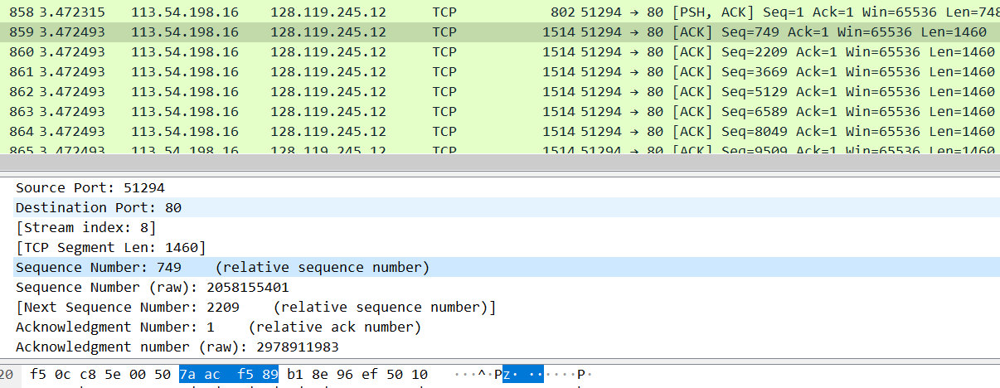 858 3.472315 113.54.198.16 128.119.245.12 TCP 802 51294 → 80 [PSH, ACK] Seq=1 Ack=1 Win=65536 Len=748
859 3.472493 113.54.198.16 128.119.245.12 TCP 1514 51294 → 80 [ACK] Seq=749 Ack=1 Win=65536 Len=1460
860 3.472493 113.54.198.16 128.119.245.12 TCP 1514 51294 → 80 [ACK] Seq=2209 Ack=1 Win=65536 Len=1460
861 3.472493 113.54.198.16 128.119.245.12 TCP 1514 51294 → 80 [ACK] Seq=3669 Ack=1 Win=65536 Len=1460
862 3.472493 113.54.198.16 128.119.245.12 TCP 1514 51294 → 80 [ACK] Seq=5129 Ack=1 Win=65536 Len=1460
863 3.472493 113.54.198.16 128.119.245.12 TCP 1514 51294 → 80 [ACK] Seq=6589 Ack=1 Win=65536 Len=1460
864 3.472493 113.54.198.16 128.119.245.12 TCP 1514 51294 → 80 [ACK] Seq=8049 Ack=1 Win=65536 Len=1460
865 3.472493 113.54.198.16 128.119.245.12 TCP 1514 51294 → 80 [ACK] Seq=9509 Ack=1 Win=65536 Len=1460
Source Port: 51294
Destination Port: 80
[Stream index: 8]
[TCP Segment Len: 1460]
Sequence Number: 749 (relative sequence number)
Sequence Number (raw): 2058155401
[Next Sequence Number: 2209 (relative sequence number)]
Acknowledgment Number: 1 (relative ack number)
Acknowledgment number (raw): 2978911983
20 f5 0c c8 5e 00 50 7a ac f5 89 b1 8e 96 ef 50 10 ···^·Pz· ······P·